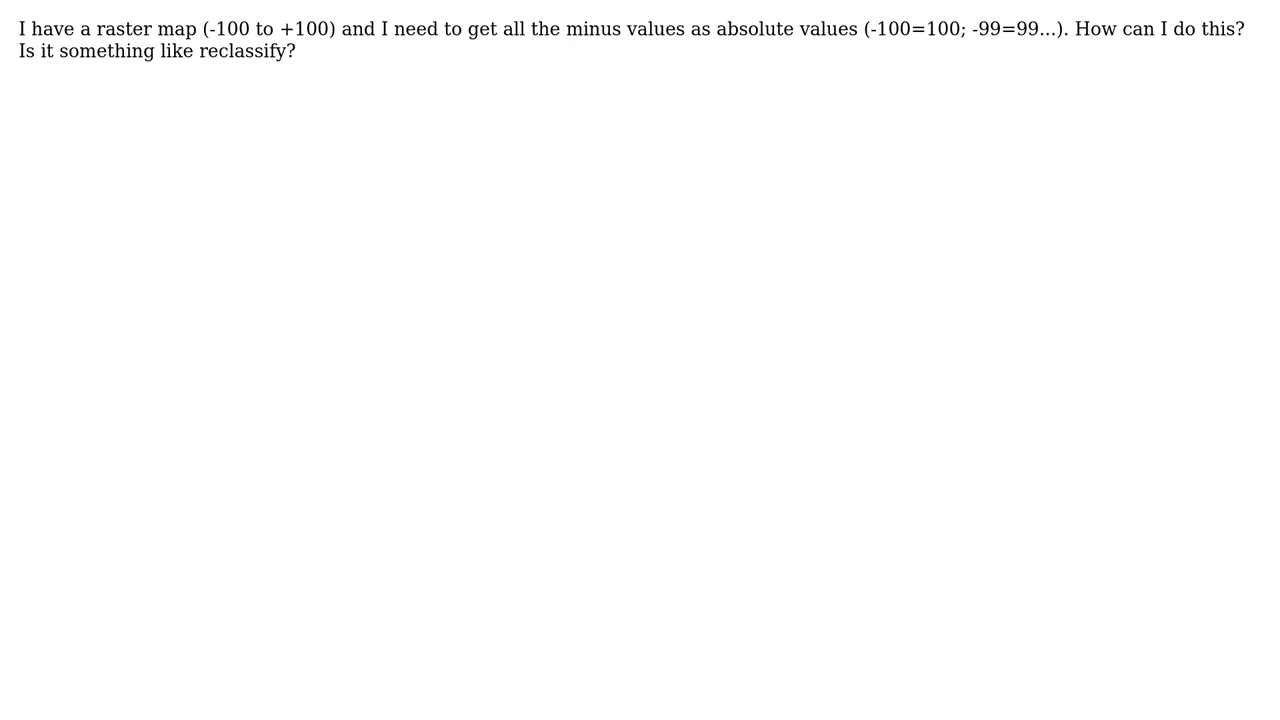 I have a raster map (-100 to +100) and I need to get all the minus values as absolute values (-100=100; -99=99...). How can I do this?
Is it something like reclassify?